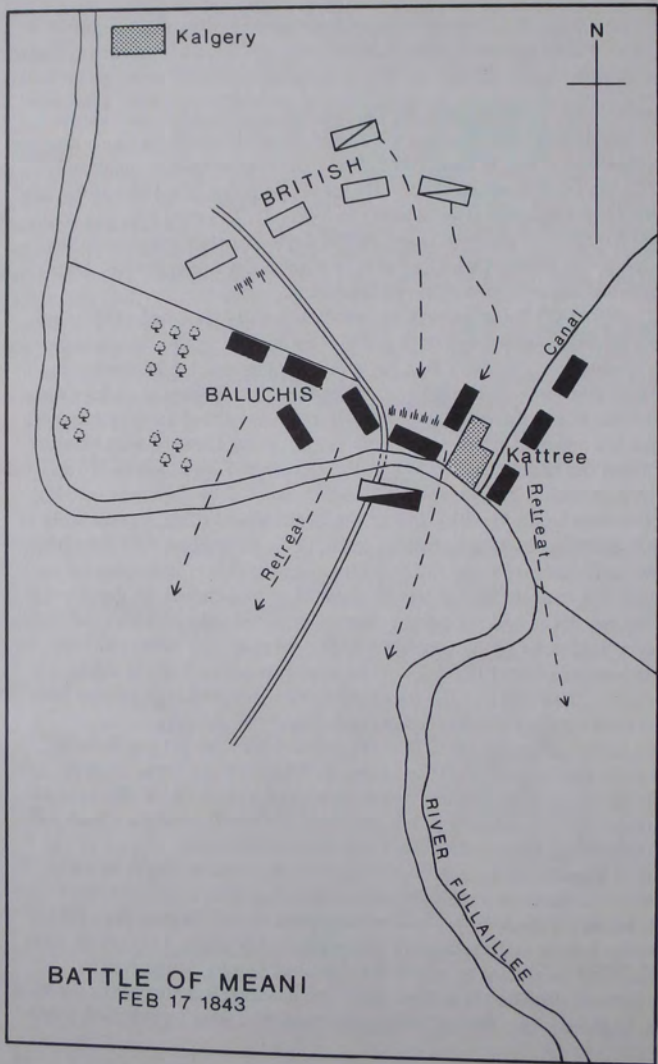 Kalgery
N
BRITISH
Canal
BALUCHIS
Kattree
Retreat
Retreat
RIVER FULLAILLEE
BATTLE OF MEANI
FEB 17 1843